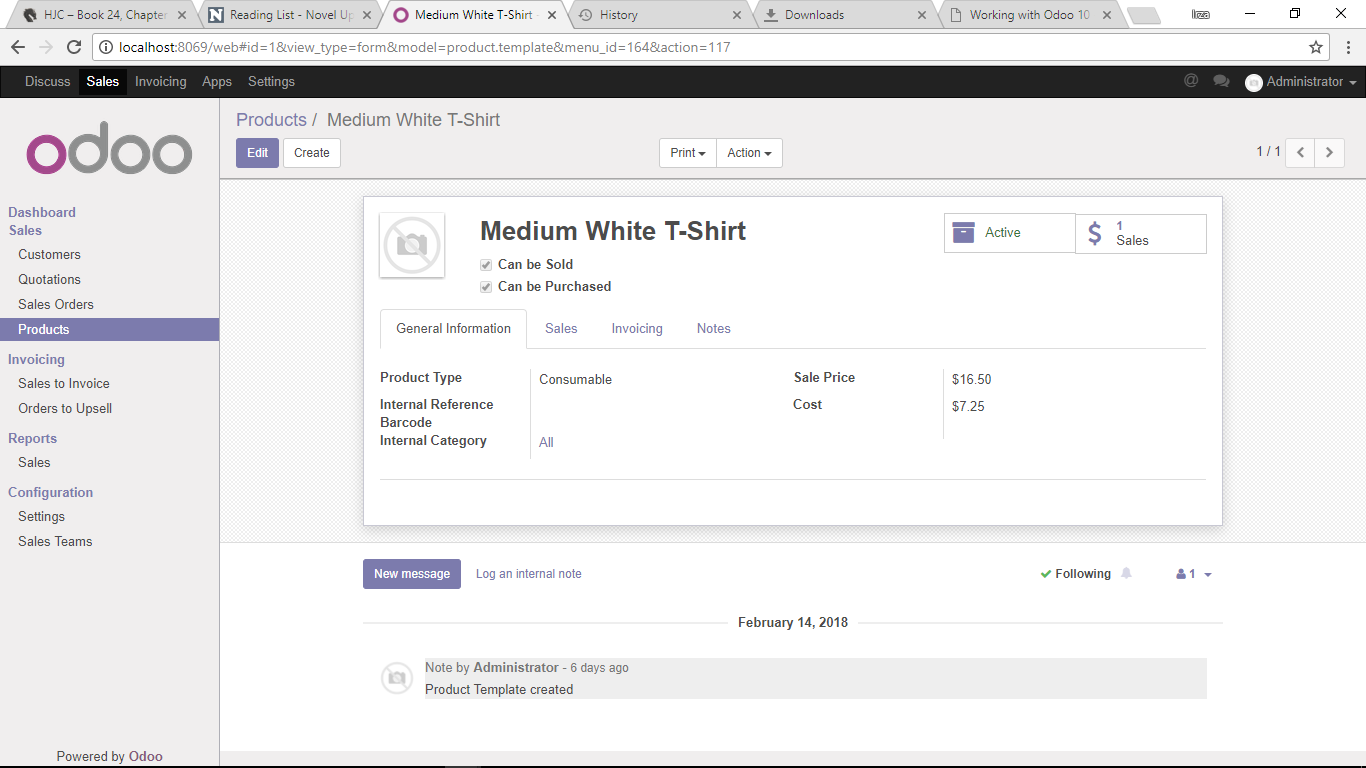 HJC – Book 24, Chapter
Reading List - Novel Up
Medium White T-Shirt -
History
Downloads
Working with Odoo 10
liza
localhost:8069/web#id=1&view_type=form&model=product.template&menu_id=164&action=117
Discuss Sales Invoicing Apps Settings
@ Administrator
odoo
Products / Medium White T-Shirt
Edit Create
Print Action
1 / 1
Dashboard
Sales
Customers
Quotations
Sales Orders
Products
Invoicing
Sales to Invoice
Orders to Upsell
Reports
Sales
Configuration
Settings
Sales Teams
Powered by Odoo
Medium White T-Shirt
Can be Sold
Can be Purchased
Active
$ 1
Sales
General Information Sales Invoicing Notes
Product Type Consumable
Internal Reference
Barcode
Internal Category All
Sale Price $16.50
Cost $7.25
New message Log an internal note
Following 1
February 14, 2018
Note by Administrator - 6 days ago
Product Template created